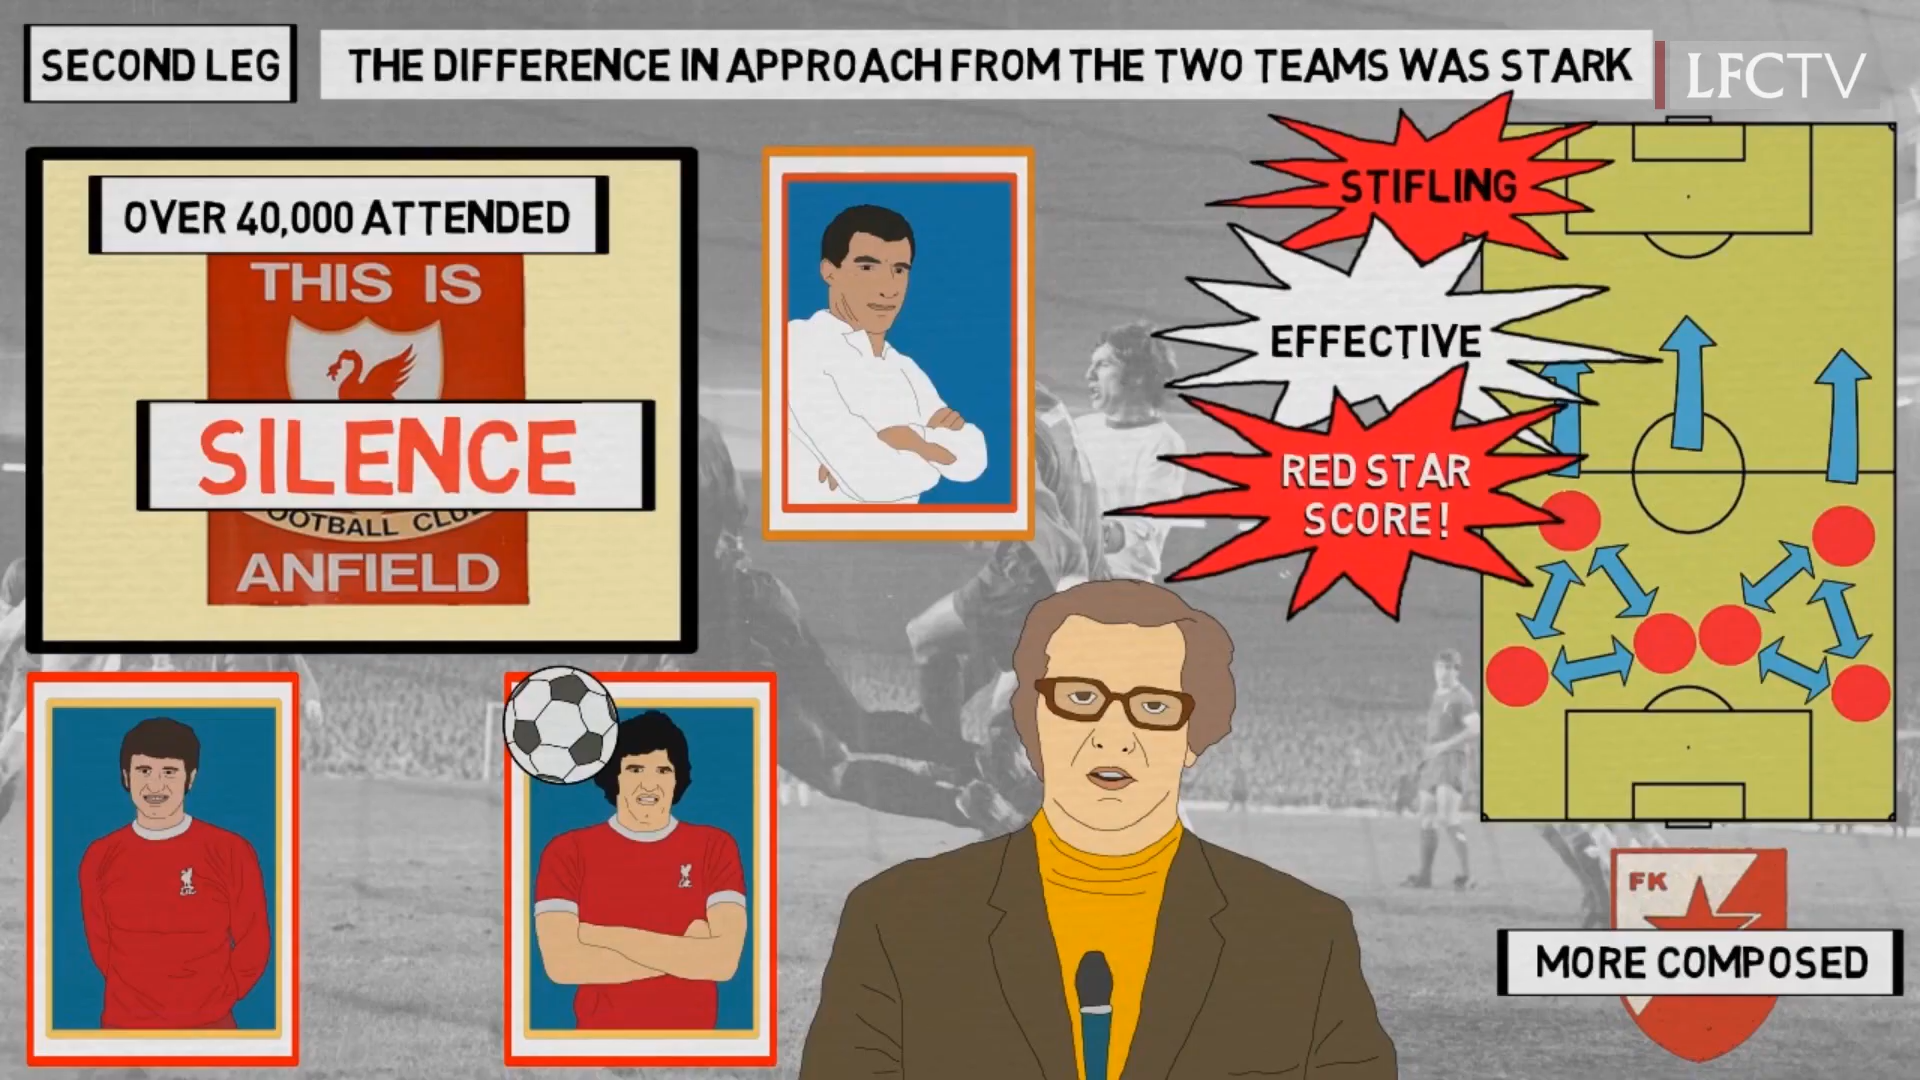 SECOND LEG
THE DIFFERENCE IN APPROACH FROM THE TWO TEAMS WAS STARK
LFCTV
OVER 40,000 ATTENDED
THIS IS
SILENCE
OOTBALL CLU
ANFIELD
STIFLING
EFFECTIVE
RED STAR
SCORE!
FK
MORE COMPOSED